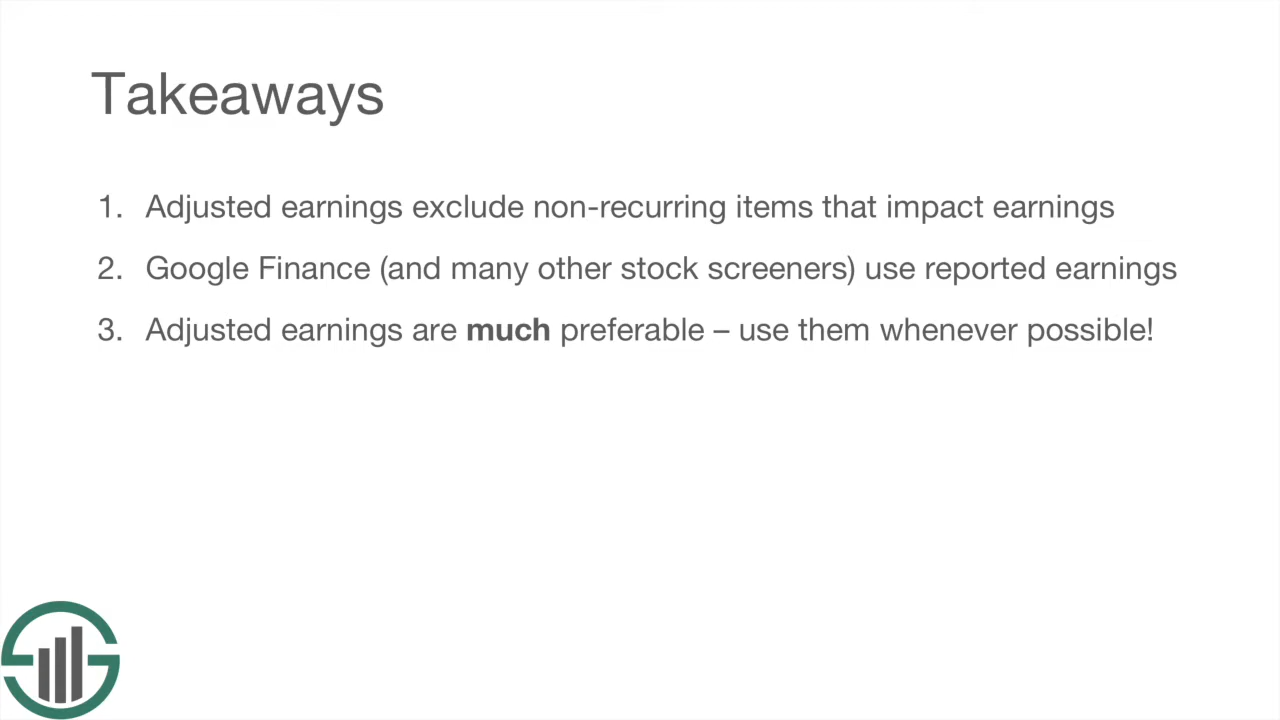 Takeaways
1. Adjusted earnings exclude non-recurring items that impact earnings
2. Google Finance (and many other stock screeners) use reported earnings
3. Adjusted earnings are much preferable – use them whenever possible!